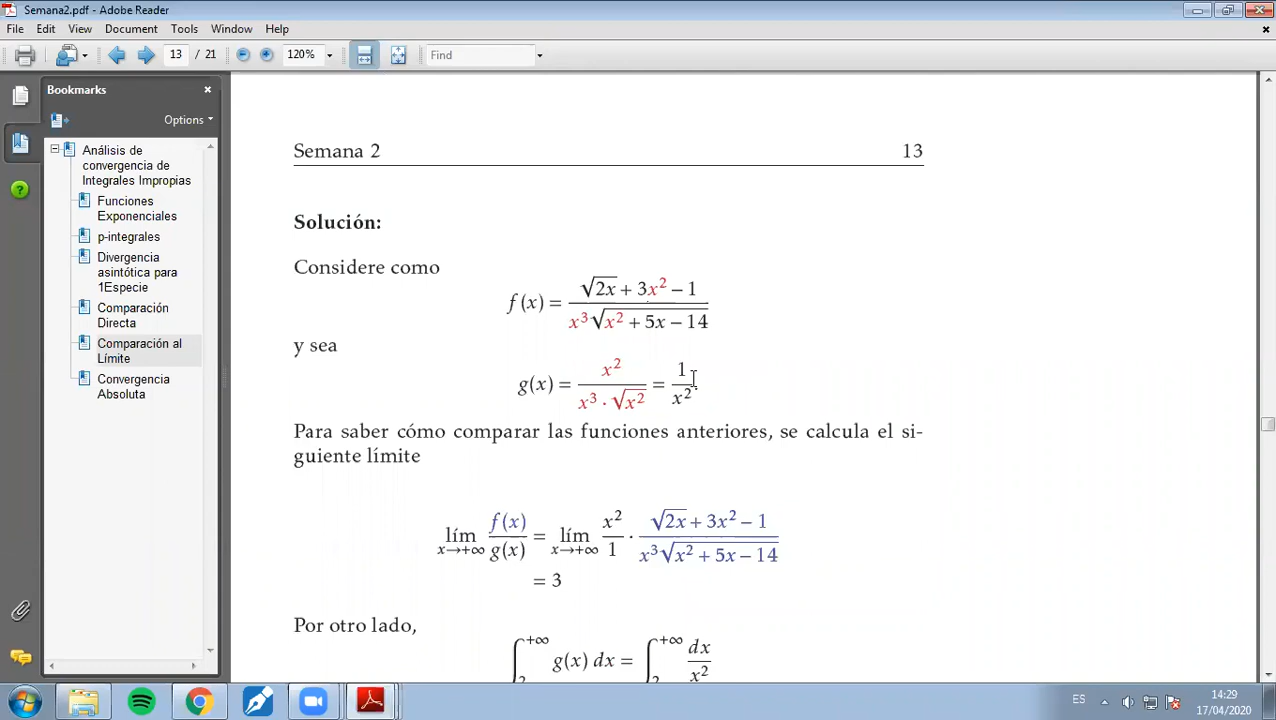 Semana2.pdf - Adobe Reader
File Edit View Document Tools Window Help
13 / 21 120% Find
Bookmarks
Options
Análisis de
convergencia de
Integrales Impropias
Funciones
Exponenciales
p-integrales
Divergencia
asintótica para
1Especie
Comparación
Directa
Comparación al
Límite
Convergencia
Absoluta
Semana 2 13
Solución:
Considere como
f(x) = (√2x + 3x² − 1) / (x³√(x² + 5x − 14))
y sea
g(x) = x² / (x³ · √x²) = 1 / x²
Para saber cómo comparar las funciones anteriores, se calcula el si-
guiente límite
lím x→+∞ f(x)/g(x) = lím x→+∞ x²/1 · (√2x + 3x² − 1) / (x³√(x² + 5x − 14))
= 3
Por otro lado,
∫₂^+∞ g(x) dx = ∫₂^+∞ dx/x²
ES 14:29
17/04/2020